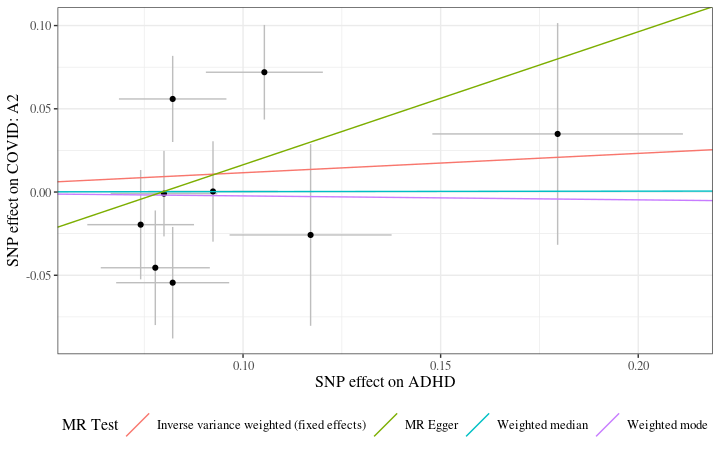 SNP effect on COVID: A2
0.10
0.05
0.00
-0.05
0.10
0.15
0.20
SNP effect on ADHD
MR Test
Inverse variance weighted (fixed effects)
MR Egger
Weighted median
Weighted mode